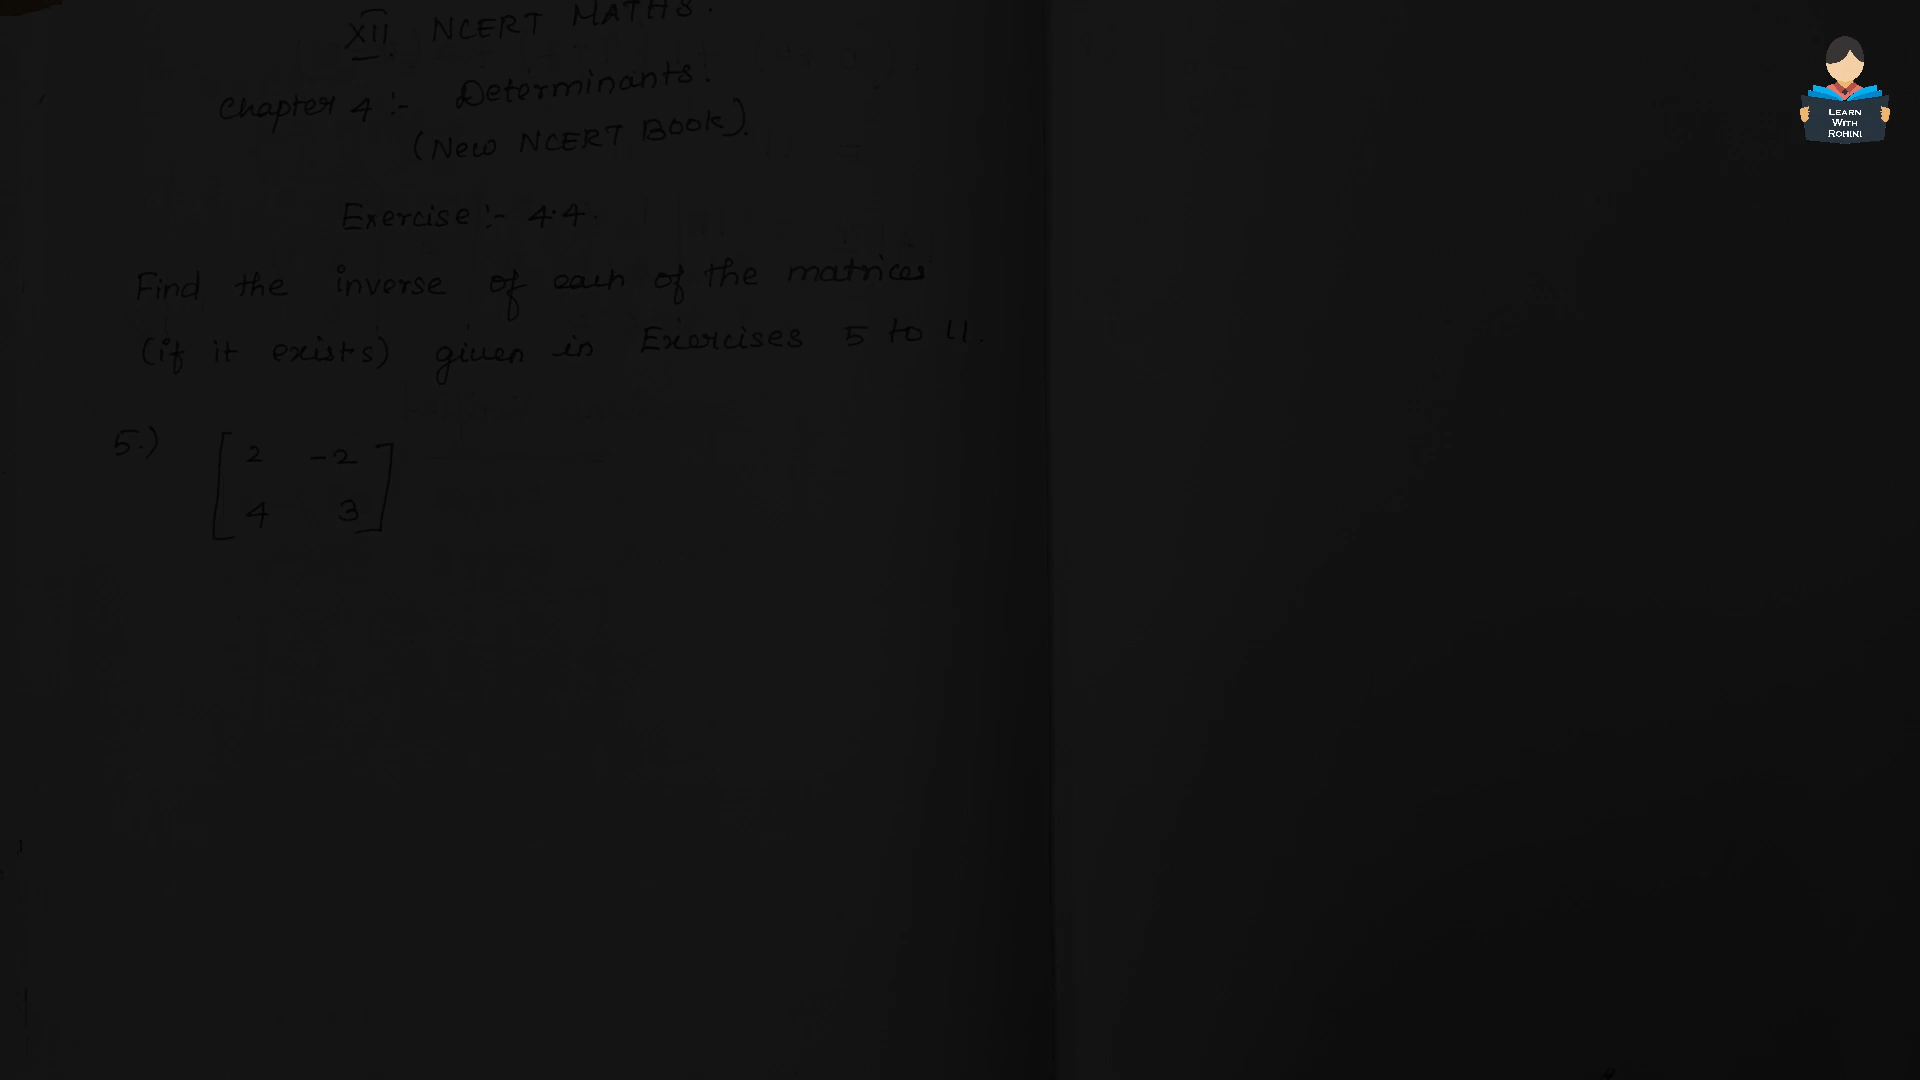 XII NCERT MATHS.
Chapter 4 :- Determinants.
(New NCERT Book).
Exercise :- 4.4.
Find the inverse of each of the matrices
(if it exists) given in Exercises 5 to 11.
5.) [ 2 -2
4 3 ]
LEARN
WITH
ROHINI